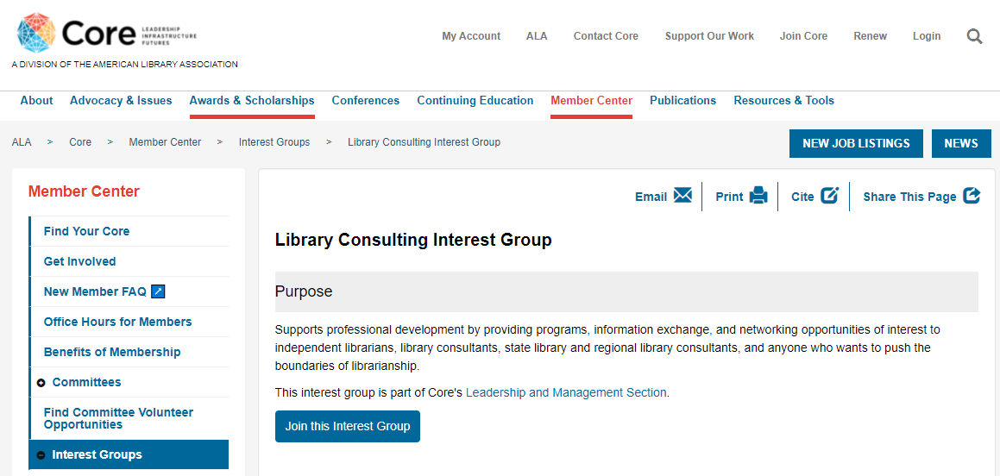 Core LEADERSHIP
INFRASTRUCTURE
FUTURES
A DIVISION OF THE AMERICAN LIBRARY ASSOCIATION
My Account ALA Contact Core Support Our Work Join Core Renew Login
About Advocacy & Issues Awards & Scholarships Conferences Continuing Education Member Center Publications Resources & Tools
ALA > Core > Member Center > Interest Groups > Library Consulting Interest Group
NEW JOB LISTINGS NEWS
Member Center
Find Your Core
Get Involved
New Member FAQ
Office Hours for Members
Benefits of Membership
Committees
Find Committee Volunteer
Opportunities
Interest Groups
Email Print Cite Share This Page
Library Consulting Interest Group
Purpose
Supports professional development by providing programs, information exchange, and networking opportunities of interest to
independent librarians, library consultants, state library and regional library consultants, and anyone who wants to push the
boundaries of librarianship.
This interest group is part of Core's Leadership and Management Section.
Join this Interest Group